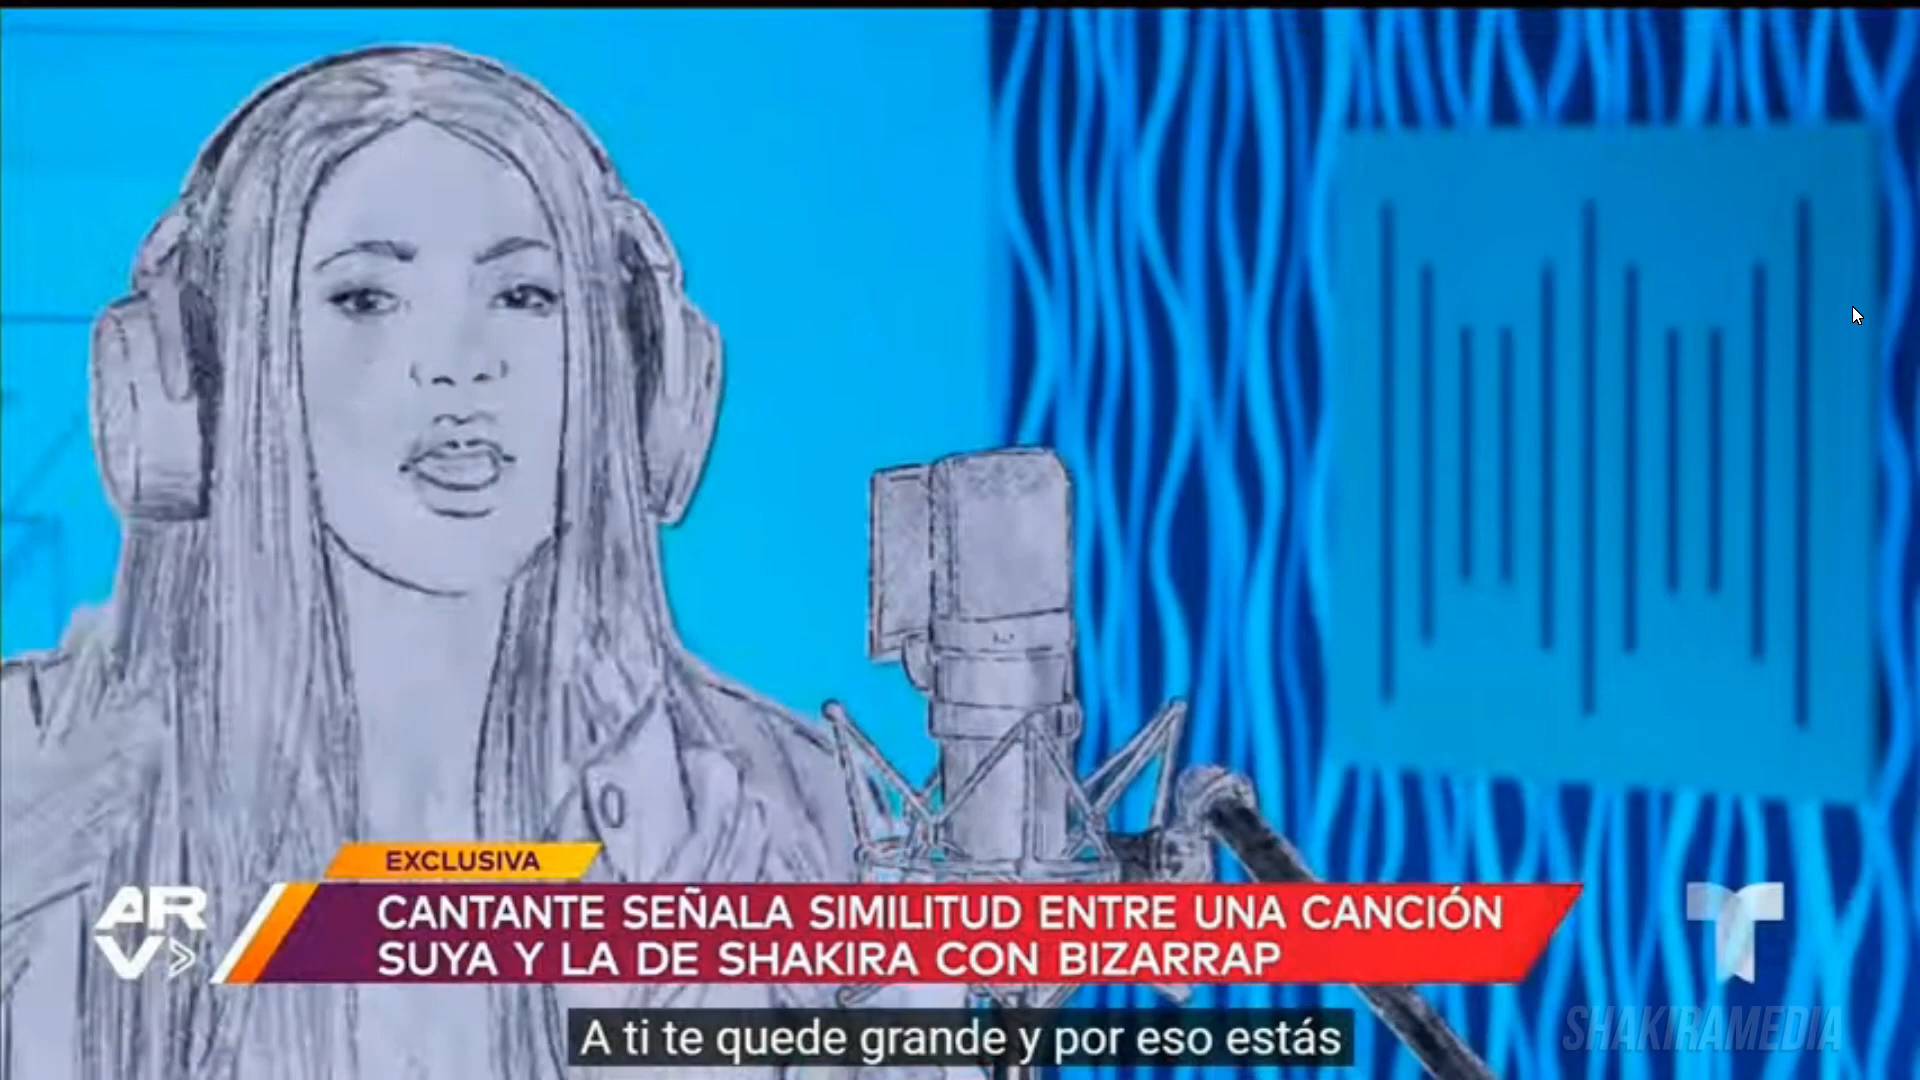 EXCLUSIVA
ARV
CANTANTE SEÑALA SIMILITUD ENTRE UNA CANCIÓN
SUYA Y LA DE SHAKIRA CON BIZARRAP
T
SHAKIRAMEDIA
A ti te quede grande y por eso estás